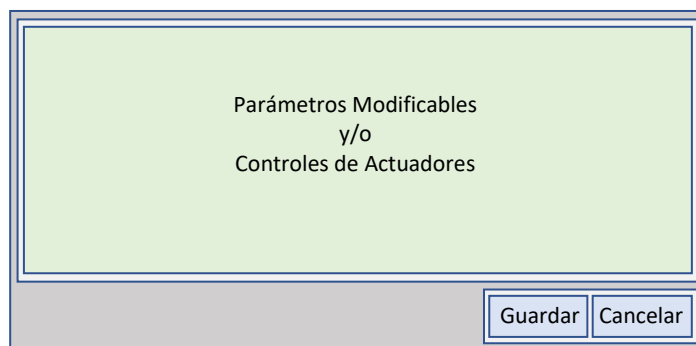 Parámetros Modificables
y/o
Controles de Actuadores
Guardar Cancelar